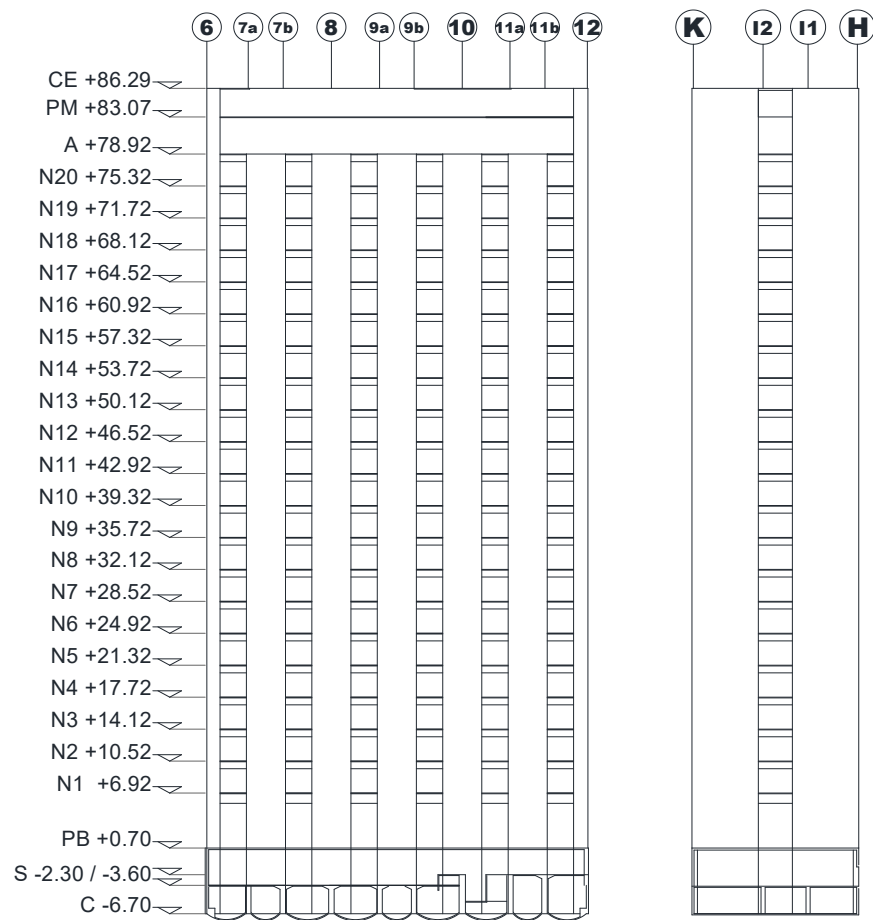 6 7a 7b 8 9a 9b 10 11a 11b 12 K I2 I1 H
CE +86.29
PM +83.07
A +78.92
N20 +75.32
N19 +71.72
N18 +68.12
N17 +64.52
N16 +60.92
N15 +57.32
N14 +53.72
N13 +50.12
N12 +46.52
N11 +42.92
N10 +39.32
N9 +35.72
N8 +32.12
N7 +28.52
N6 +24.92
N5 +21.32
N4 +17.72
N3 +14.12
N2 +10.52
N1 +6.92
PB +0.70
S -2.30 / -3.60
C -6.70